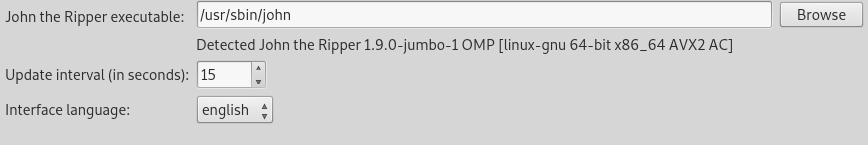 John the Ripper executable: /usr/sbin/john Browse
Detected John the Ripper 1.9.0-jumbo-1 OMP [linux-gnu 64-bit x86_64 AVX2 AC]
Update interval (in seconds): 15
Interface language: english